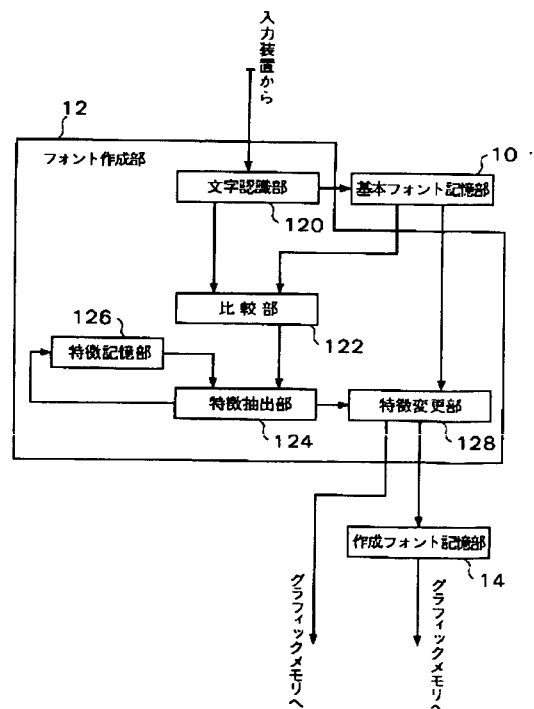 入力装置から
12
フォント作成部
10
文字認識部
基本フォント記憶部
120
比較部
126
122
特徴記憶部
特徴抽出部
特徴変更部
124
128
作成フォント記憶部
14
グラフィックメモリへ
グラフィックメモリへ